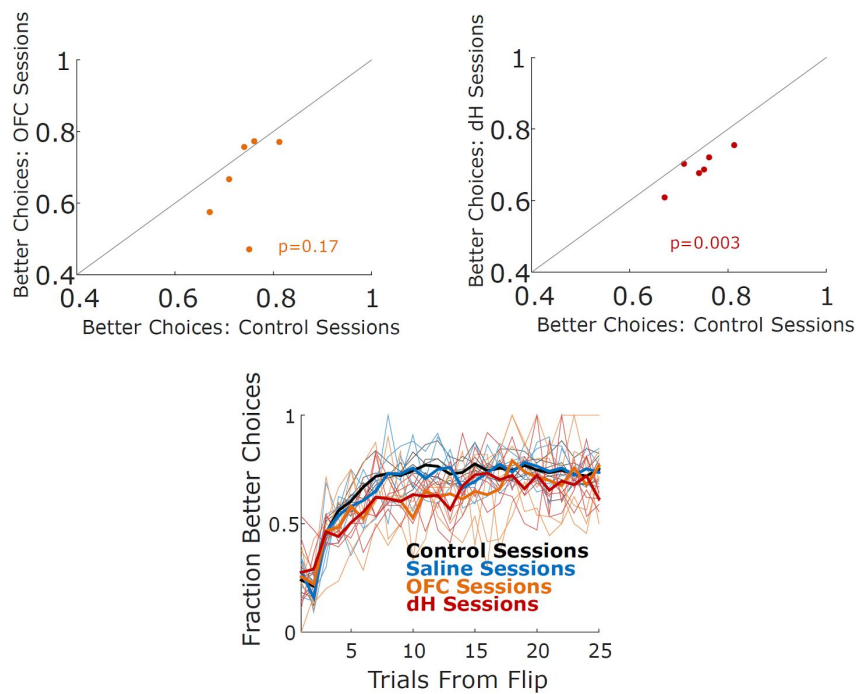 Better Choices: OFC Sessions
1
0.8
0.6
0.4
p=0.17
0.4
0.6
0.8
1
Better Choices: Control Sessions
Better Choices: dH Sessions
1
0.8
0.6
0.4
p=0.003
0.4
0.6
0.8
1
Better Choices: Control Sessions
Fraction Better Choices
1
0.5
0
Control Sessions
Saline Sessions
OFC Sessions
dH Sessions
5
10
15
20
25
Trials From Flip